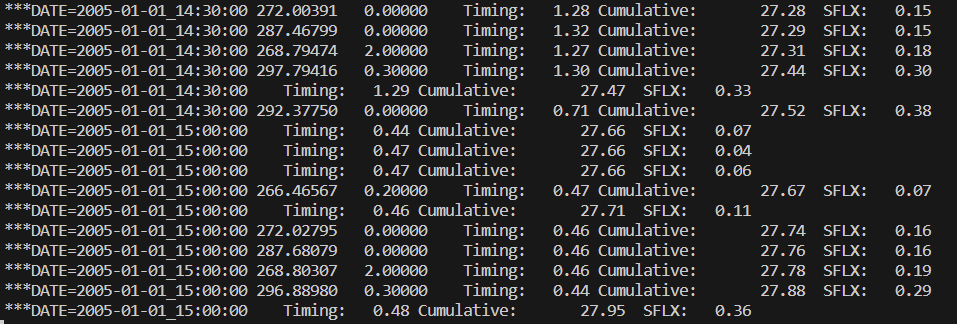 ***DATE=2005-01-01_14:30:00 272.00391   0.00000    Timing:   1.28 Cumulative:       27.28  SFLX:   0.15
***DATE=2005-01-01_14:30:00 287.46799   0.00000    Timing:   1.32 Cumulative:       27.29  SFLX:   0.15
***DATE=2005-01-01_14:30:00 268.79474   2.00000    Timing:   1.27 Cumulative:       27.31  SFLX:   0.18
***DATE=2005-01-01_14:30:00 297.79416   0.30000    Timing:   1.30 Cumulative:       27.44  SFLX:   0.30
***DATE=2005-01-01_14:30:00    Timing:   1.29 Cumulative:       27.47  SFLX:   0.33
***DATE=2005-01-01_14:30:00 292.37750   0.00000    Timing:   0.71 Cumulative:       27.52  SFLX:   0.38
***DATE=2005-01-01_15:00:00    Timing:   0.44 Cumulative:       27.66  SFLX:   0.07
***DATE=2005-01-01_15:00:00    Timing:   0.47 Cumulative:       27.66  SFLX:   0.04
***DATE=2005-01-01_15:00:00    Timing:   0.47 Cumulative:       27.66  SFLX:   0.06
***DATE=2005-01-01_15:00:00 266.46567   0.20000    Timing:   0.47 Cumulative:       27.67  SFLX:   0.07
***DATE=2005-01-01_15:00:00    Timing:   0.46 Cumulative:       27.71  SFLX:   0.11
***DATE=2005-01-01_15:00:00 272.02795   0.00000    Timing:   0.46 Cumulative:       27.74  SFLX:   0.16
***DATE=2005-01-01_15:00:00 287.68079   0.00000    Timing:   0.46 Cumulative:       27.76  SFLX:   0.16
***DATE=2005-01-01_15:00:00 268.80307   2.00000    Timing:   0.46 Cumulative:       27.78  SFLX:   0.19
***DATE=2005-01-01_15:00:00 296.88980   0.30000    Timing:   0.44 Cumulative:       27.88  SFLX:   0.29
***DATE=2005-01-01_15:00:00    Timing:   0.48 Cumulative:       27.95  SFLX:   0.36